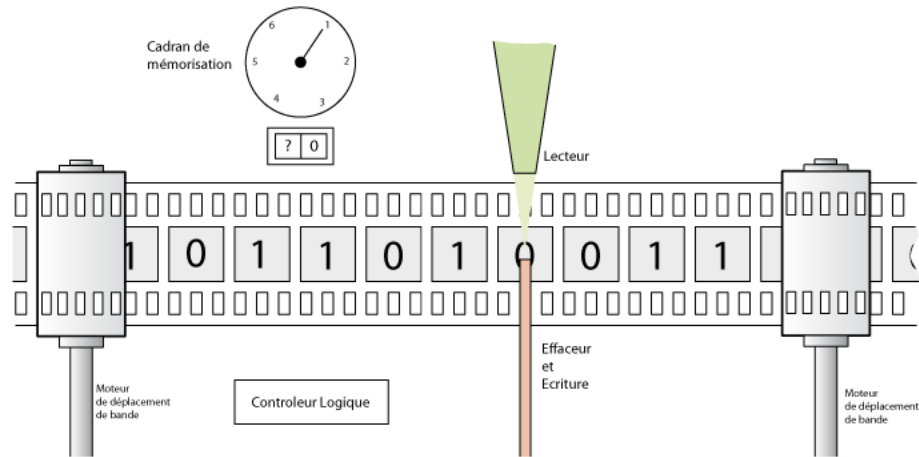 Cadran de
mémorisation
6 1
5 2
4 3
? 0
Lecteur
1 0 1 1 0 1 0 0 1 1
Effaceur
et
Ecriture
Moteur
de déplacement
de bande
Controleur Logique
Moteur
de déplacement
de bande